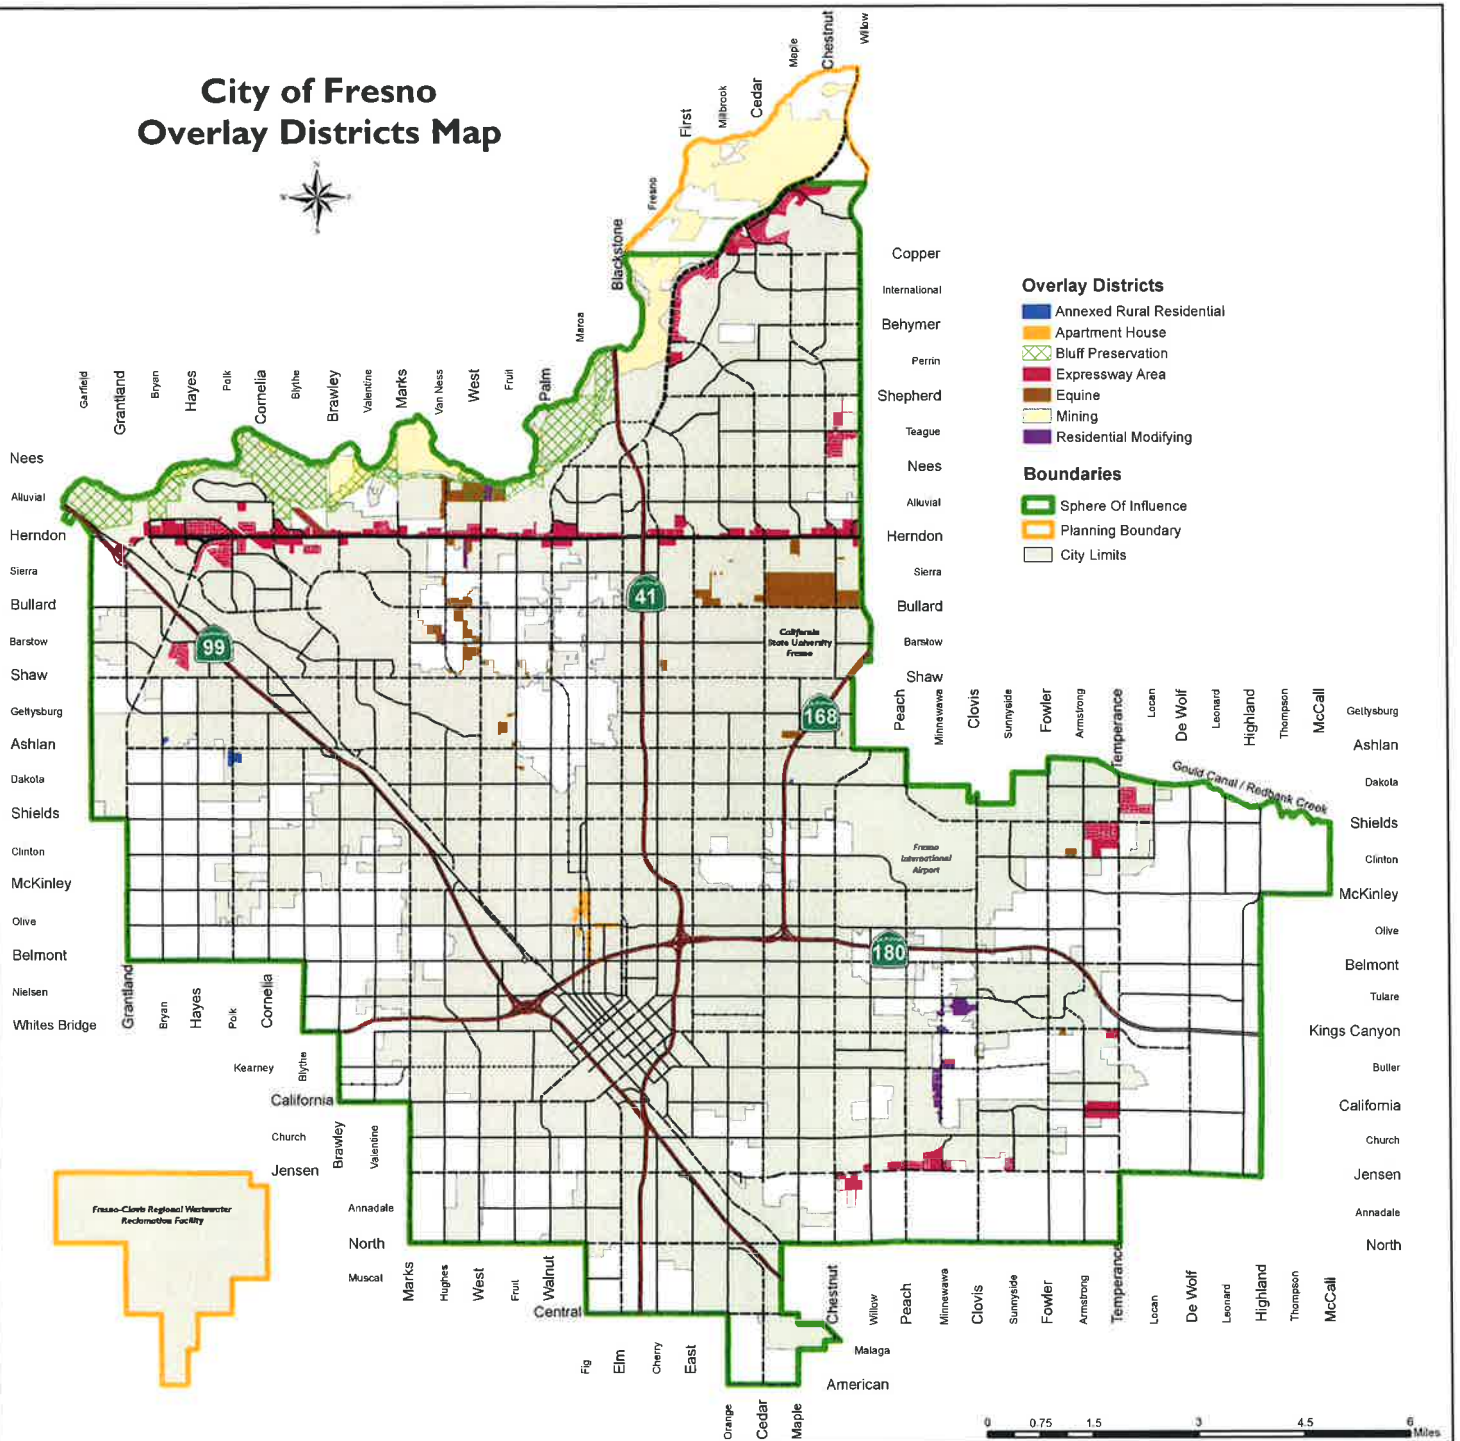 City of Fresno
Overlay Districts Map
N
W
E
S
Chestnut
Willow
Maple
Cedar
Millbrook
First
Fresno
Blackstone
Maroa
Palm
Fruit
West
Van Ness
Marks
Valentine
Brawley
Blythe
Cornelia
Polk
Hayes
Bryan
Grantland
Garfield
Nees
Alluvial
Herndon
Sierra
Bullard
Barstow
Shaw
Gettysburg
Ashlan
Dakota
Shields
Clinton
McKinley
Olive
Belmont
Nielsen
Whites Bridge
Copper
International
Behymer
Perrin
Shepherd
Teague
Nees
Alluvial
Herndon
Sierra
Bullard
Barstow
Shaw
Overlay Districts
Annexed Rural Residential
Apartment House
Bluff Preservation
Expressway Area
Equine
Mining
Residential Modifying
Boundaries
Sphere Of Influence
Planning Boundary
City Limits
41
99
168
180
California
State University
Fresno
Fresno
International
Airport
Peach
Minnewawa
Clovis
Sunnyside
Fowler
Armstrong
Temperance
Locan
De Wolf
Leonard
Highland
Thompson
McCall
Gould Canal / Redbank Creek
Gettysburg
Ashlan
Dakota
Shields
Clinton
McKinley
Olive
Belmont
Tulare
Kings Canyon
Butler
California
Church
Jensen
Annadale
North
Grantland
Bryan
Hayes
Polk
Cornelia
Blythe
Kearney
California
Church
Brawley
Valentine
Jensen
Annadale
North
Muscat
Central
Fresno-Clovis Regional Wastewater
Reclamation Facility
Marks
Hughes
West
Fruit
Walnut
Fig
Elm
Cherry
East
Orange
Cedar
Maple
Chestnut
Willow
Peach
Minnewawa
Clovis
Sunnyside
Fowler
Armstrong
Temperance
Locan
De Wolf
Leonard
Highland
Thompson
McCall
Malaga
American
0 0.75 1.5 3 4.5 6
Miles